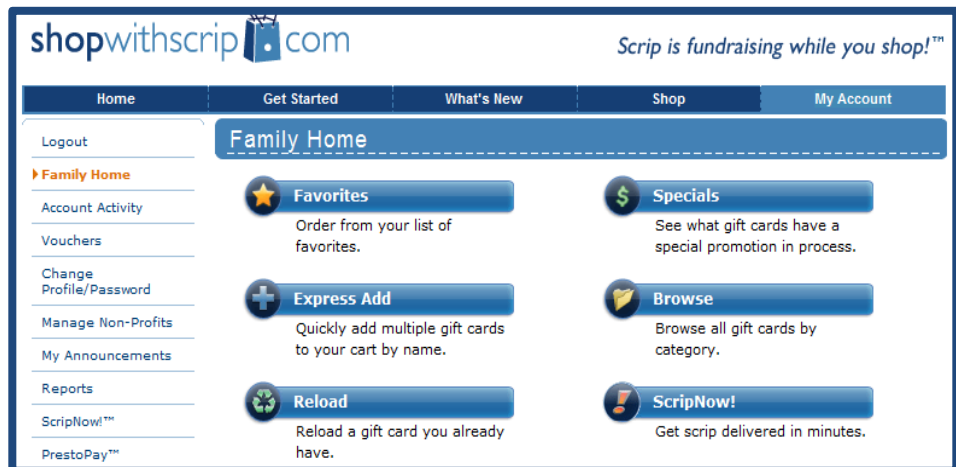 shopwithscrip.com
Scrip is fundraising while you shop!™
Home
Get Started
What's New
Shop
My Account
Logout
Family Home
Account Activity
Vouchers
Change
Profile/Password
Manage Non-Profits
My Announcements
Reports
ScripNow!™
PrestoPay™
Family Home
Favorites
Order from your list of
favorites.
Specials
See what gift cards have a
special promotion in process.
Express Add
Quickly add multiple gift cards
to your cart by name.
Browse
Browse all gift cards by
category.
Reload
Reload a gift card you already
have.
ScripNow!
Get scrip delivered in minutes.